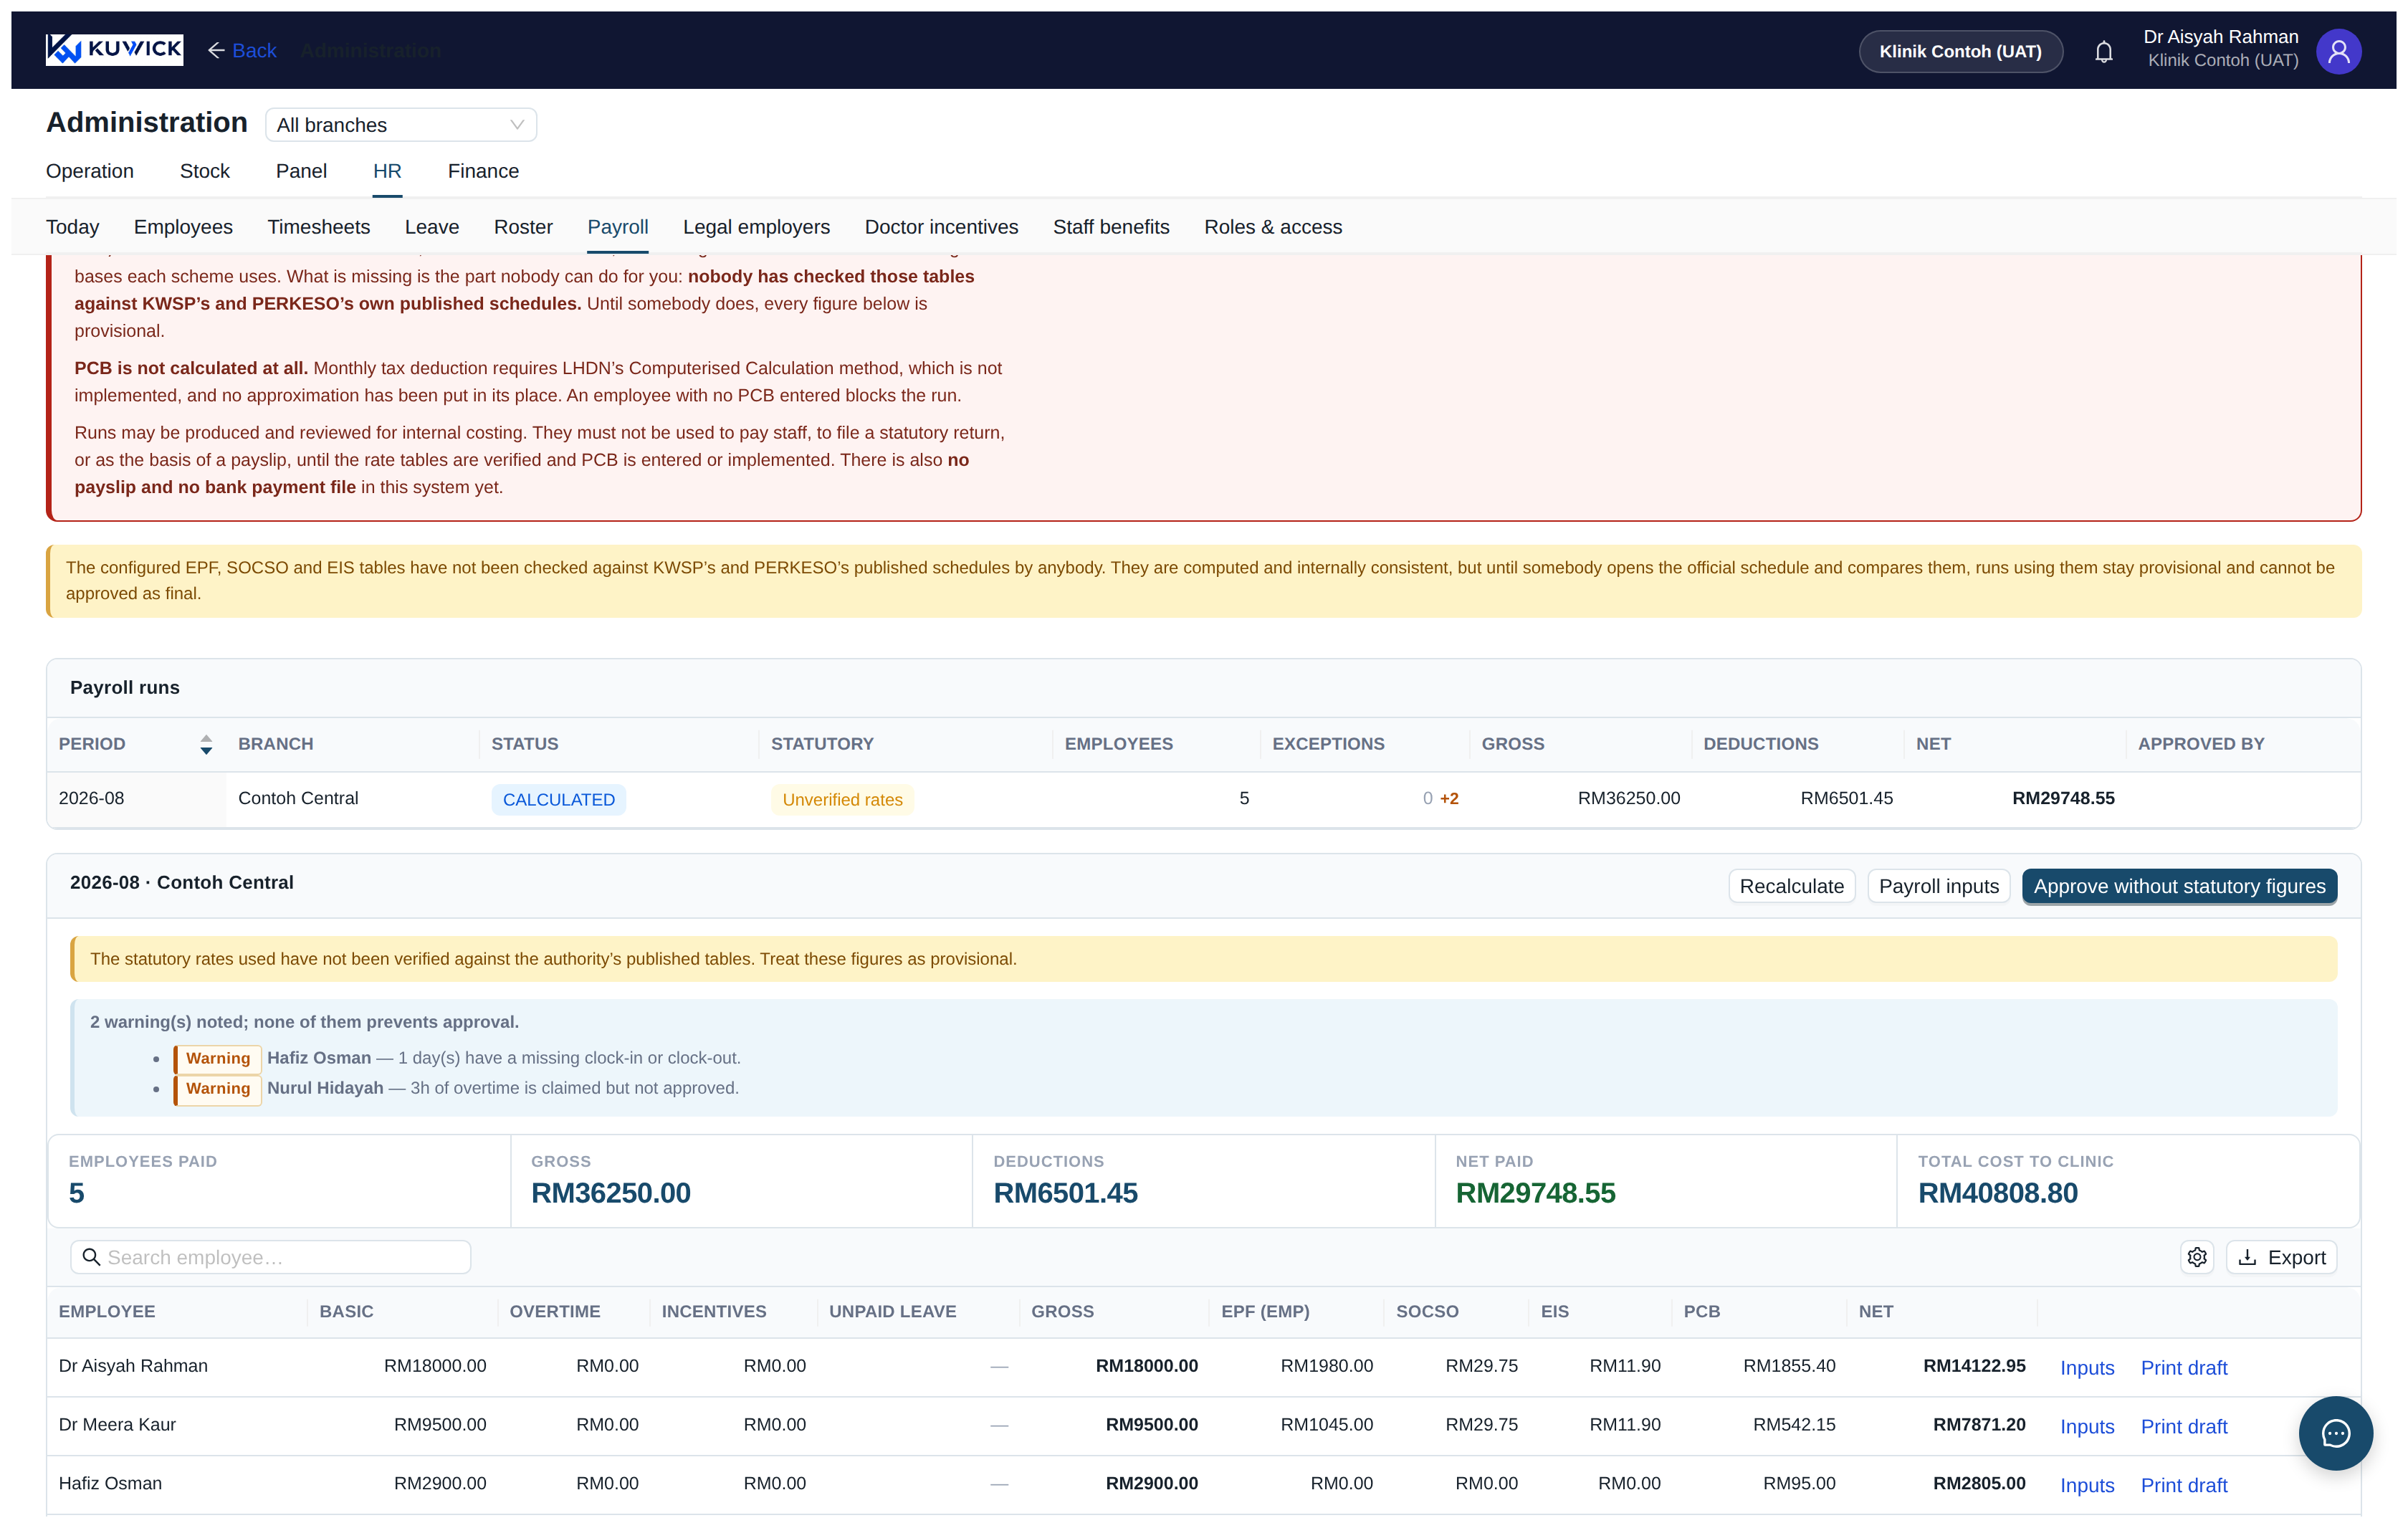 KUWICK
Back Administration
Klinik Contoh (UAT)
Dr Aisyah Rahman
Klinik Contoh (UAT)
Administration
All branches
Operation Stock Panel HR Finance
Today Employees Timesheets Leave Roster Payroll Legal employers Doctor incentives Staff benefits Roles & access
bases each scheme uses. What is missing is the part nobody can do for you: nobody has checked those tables
against KWSP’s and PERKESO’s own published schedules. Until somebody does, every figure below is
provisional.
PCB is not calculated at all. Monthly tax deduction requires LHDN’s Computerised Calculation method, which is not
implemented, and no approximation has been put in its place. An employee with no PCB entered blocks the run.
Runs may be produced and reviewed for internal costing. They must not be used to pay staff, to file a statutory return,
or as the basis of a payslip, until the rate tables are verified and PCB is entered or implemented. There is also no
payslip and no bank payment file in this system yet.
The configured EPF, SOCSO and EIS tables have not been checked against KWSP’s and PERKESO’s published schedules by anybody. They are computed and internally consistent, but until somebody opens the official schedule and compares them, runs using them stay provisional and cannot be
approved as final.
Payroll runs
PERIOD BRANCH STATUS STATUTORY EMPLOYEES EXCEPTIONS GROSS DEDUCTIONS NET APPROVED BY
2026-08 Contoh Central CALCULATED Unverified rates 5 0 +2 RM36250.00 RM6501.45 RM29748.55
2026-08 · Contoh Central
Recalculate Payroll inputs Approve without statutory figures
The statutory rates used have not been verified against the authority’s published tables. Treat these figures as provisional.
2 warning(s) noted; none of them prevents approval.
• Warning Hafiz Osman — 1 day(s) have a missing clock-in or clock-out.
• Warning Nurul Hidayah — 3h of overtime is claimed but not approved.
EMPLOYEES PAID GROSS DEDUCTIONS NET PAID TOTAL COST TO CLINIC
5 RM36250.00 RM6501.45 RM29748.55 RM40808.80
Search employee…
Export
EMPLOYEE BASIC OVERTIME INCENTIVES UNPAID LEAVE GROSS EPF (EMP) SOCSO EIS PCB NET
Dr Aisyah Rahman RM18000.00 RM0.00 RM0.00 — RM18000.00 RM1980.00 RM29.75 RM11.90 RM1855.40 RM14122.95 Inputs Print draft
Dr Meera Kaur RM9500.00 RM0.00 RM0.00 — RM9500.00 RM1045.00 RM29.75 RM11.90 RM542.15 RM7871.20 Inputs Print draft
Hafiz Osman RM2900.00 RM0.00 RM0.00 — RM2900.00 RM0.00 RM0.00 RM0.00 RM95.00 RM2805.00 Inputs Print draft